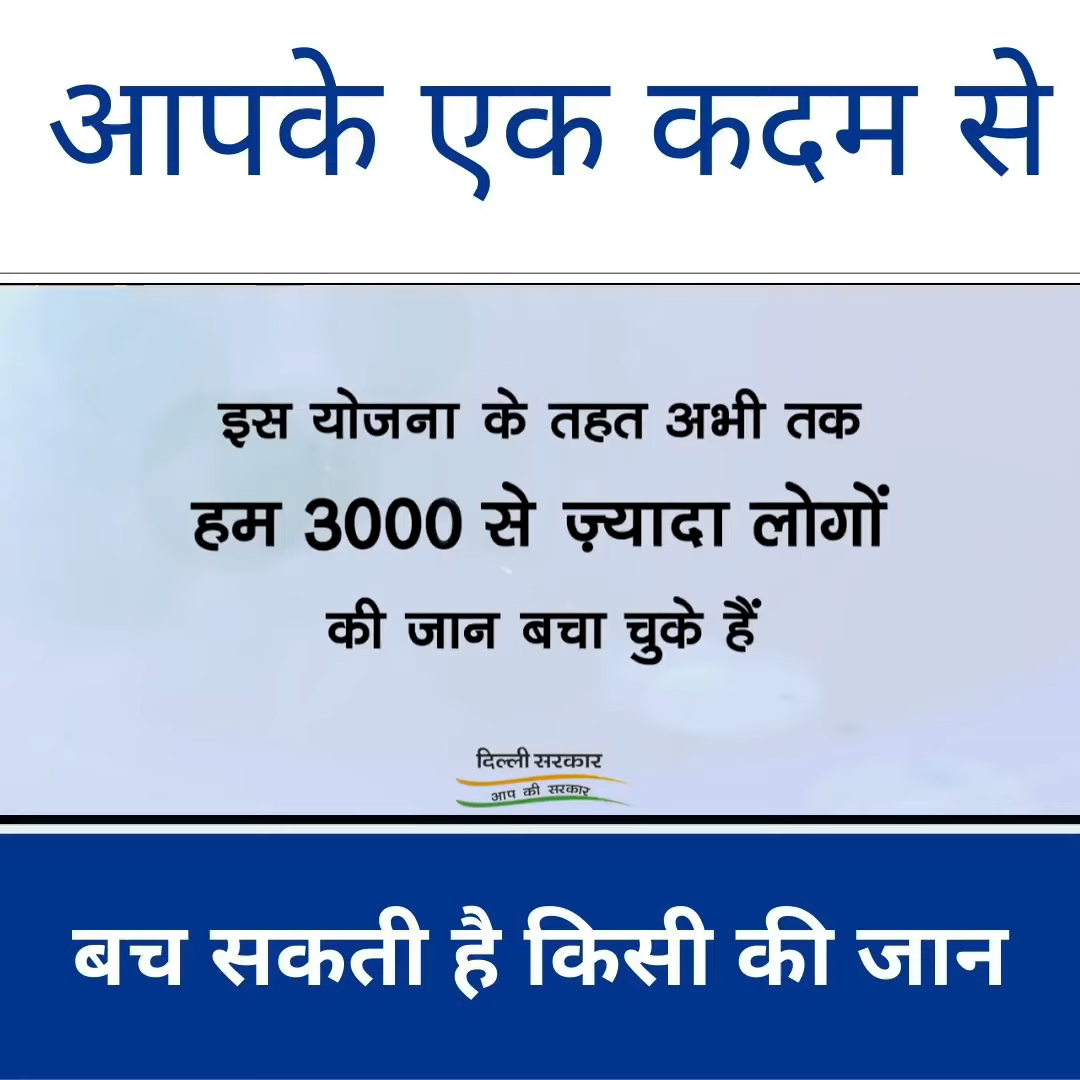 आपके एक कदम से
इस योजना के तहत अभी तक
हम 3000 से ज़्यादा लोगों
की जान बचा चुके हैं
दिल्ली सरकार
आप की सरकार
बच सकती है किसी की जान